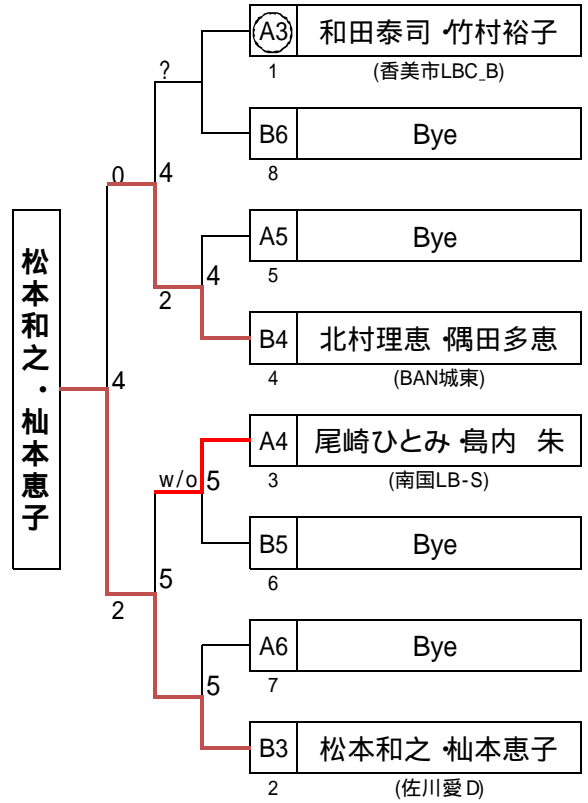 A3 和田泰司・竹村裕子
1 (香美市LBC_B)
?
B6 Bye
8
0
4
A5 Bye
5
4
2
B4 北村理恵・隅田多恵
4 (BAN城東)
松本和之・杣本恵子
4
A4 尾崎ひとみ・島内 朱
3 (南国LB-S)
w/o
5
B5 Bye
6
5
2
A6 Bye
7
5
B3 松本和之・杣本恵子
2 (佐川愛D)